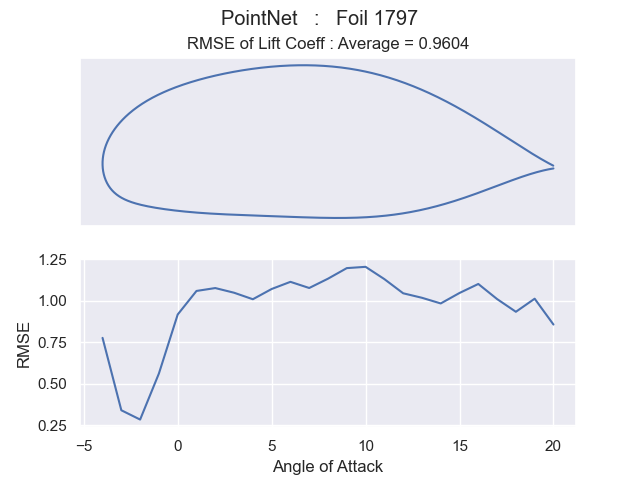 PointNet   :   Foil 1797
RMSE of Lift Coeff : Average = 0.9604
1.25
1.00
0.75
0.50
0.25
RMSE
−5
0
5
10
15
20
Angle of Attack